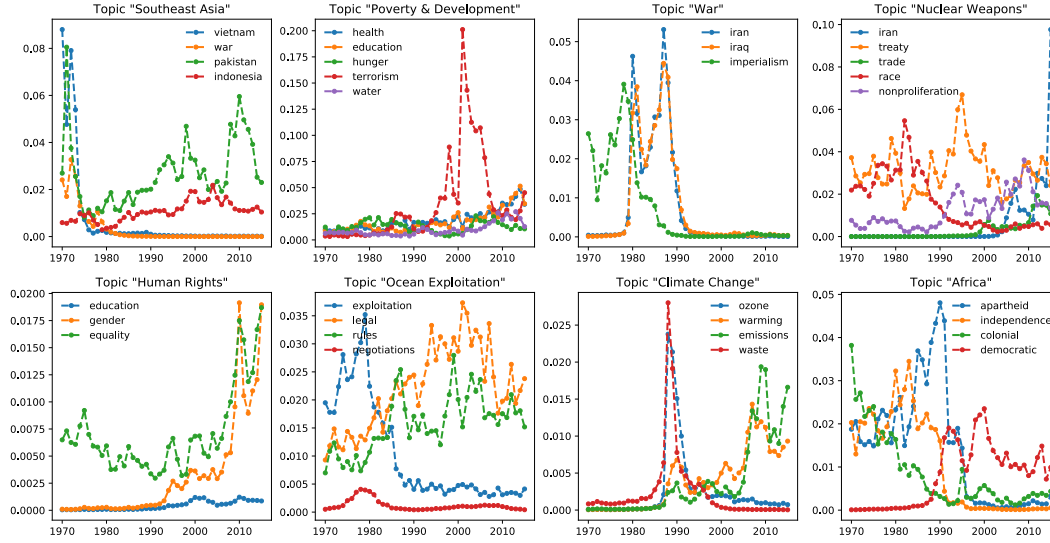 Topic "Southeast Asia"
vietnam
war
pakistan
indonesia
0.08
0.06
0.04
0.02
0.00
1970 1980 1990 2000 2010
Topic "Poverty & Development"
health
education
hunger
terrorism
water
0.200
0.175
0.150
0.125
0.100
0.075
0.050
0.025
0.000
1970 1980 1990 2000 2010
Topic "War"
iran
iraq
imperialism
0.05
0.04
0.03
0.02
0.01
0.00
1970 1980 1990 2000 2010
Topic "Nuclear Weapons"
iran
treaty
trade
race
nonproliferation
0.10
0.08
0.06
0.04
0.02
0.00
1970 1980 1990 2000 2010
Topic "Human Rights"
education
gender
equality
0.0200
0.0175
0.0150
0.0125
0.0100
0.0075
0.0050
0.0025
0.0000
1970 1980 1990 2000 2010
Topic "Ocean Exploitation"
exploitation
legal
rules
negotiations
0.035
0.030
0.025
0.020
0.015
0.010
0.005
0.000
1970 1980 1990 2000 2010
Topic "Climate Change"
ozone
warming
emissions
waste
0.025
0.020
0.015
0.010
0.005
0.000
1970 1980 1990 2000 2010
Topic "Africa"
apartheid
independence
colonial
democratic
0.05
0.04
0.03
0.02
0.01
0.00
1970 1980 1990 2000 2010